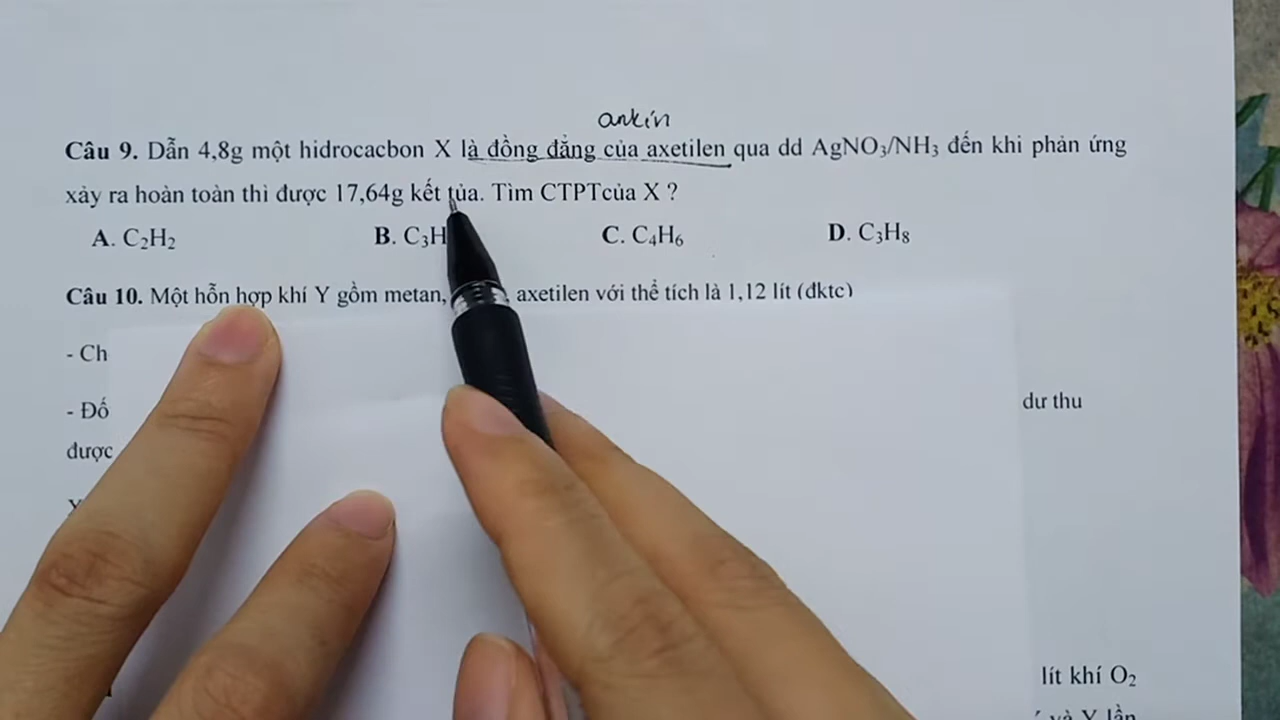 ankin
Câu 9. Dẫn 4,8g một hidrocacbon X là đồng đẳng của axetilen qua dd AgNO₃/NH₃ đến khi phản ứng
xảy ra hoàn toàn thì được 17,64g kết tủa. Tìm CTPTcủa X ?
A. C₂H₂ B. C₃H C. C₄H₆ D. C₃H₈
Câu 10. Một hỗn hợp khí Y gồm metan, axetilen với thể tích là 1,12 lít (đktc)
- Ch
- Đố dư thu
được
lít khí O₂
và Y lần